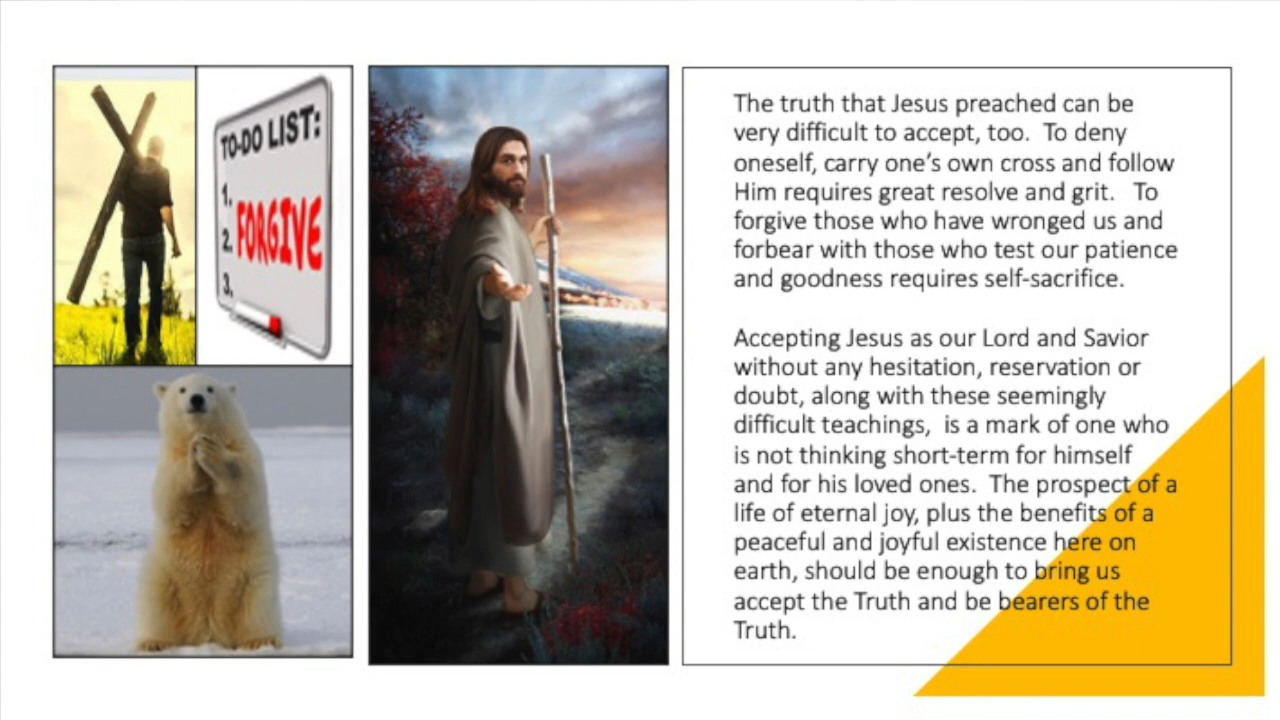 TO-DO LIST:
1.
2. FORGIVE
3.
The truth that Jesus preached can be
very difficult to accept, too.  To deny
oneself, carry one’s own cross and follow
Him requires great resolve and grit.   To
forgive those who have wronged us and
forbear with those who test our patience
and goodness requires self-sacrifice.
Accepting Jesus as our Lord and Savior
without any hesitation, reservation or
doubt, along with these seemingly
difficult teachings,  is a mark of one who
is not thinking short-term for himself
and for his loved ones.  The prospect of a
life of eternal joy, plus the benefits of a
peaceful and joyful existence here on
earth, should be enough to bring us
accept the Truth and be bearers of the
Truth.